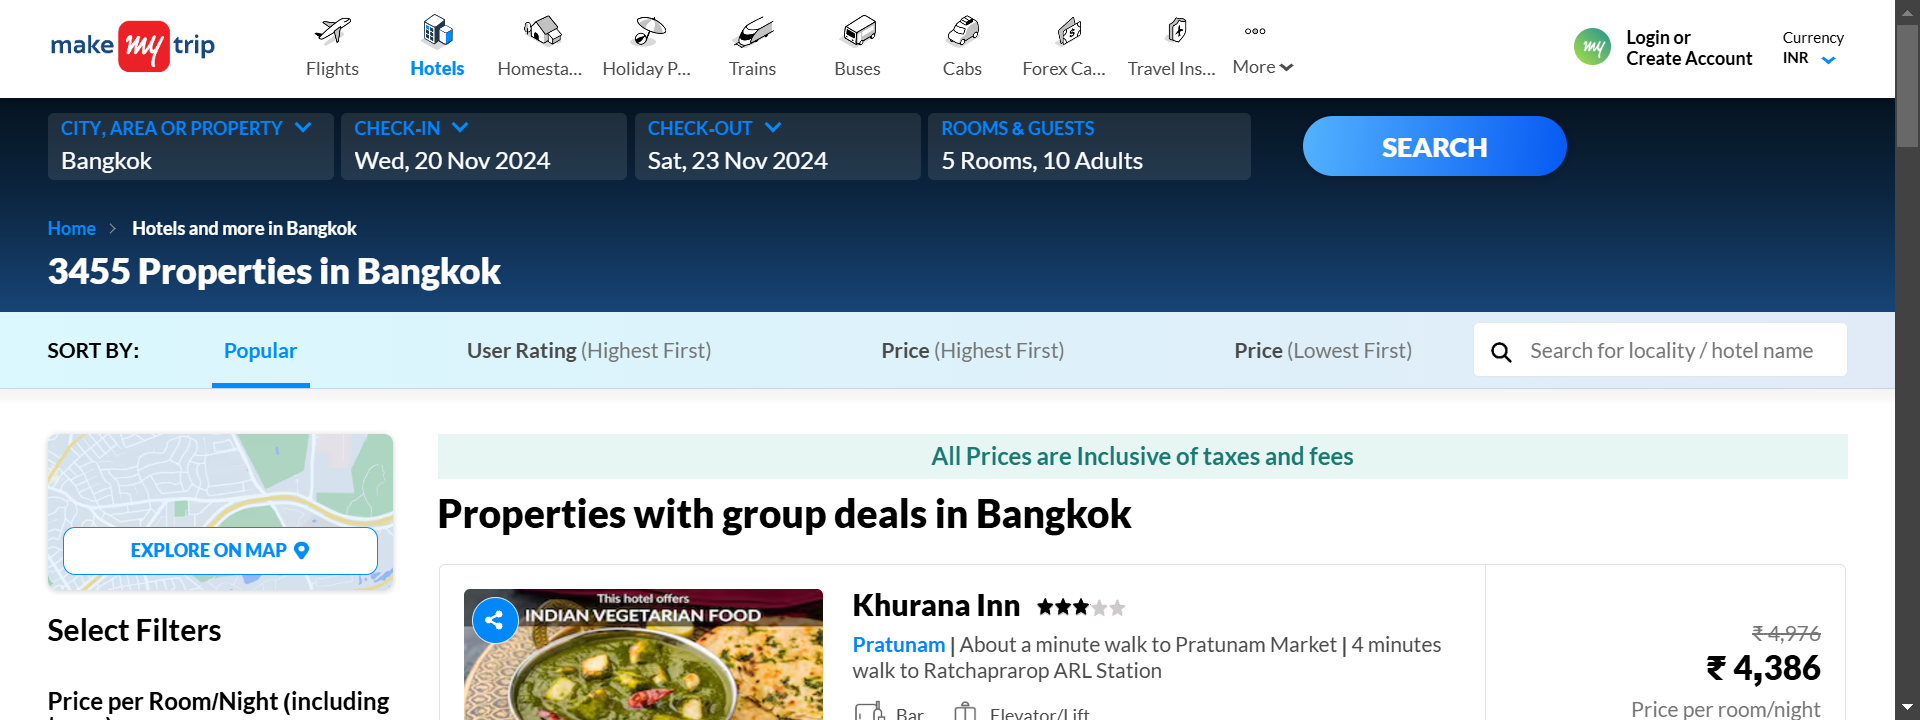 make my trip
Flights
Hotels
Homesta...
Holiday P...
Trains
Buses
Cabs
Forex Ca...
Travel Ins...
More
my
Login or
Create Account
Currency
INR
CITY, AREA OR PROPERTY
Bangkok
CHECK-IN
Wed, 20 Nov 2024
CHECK-OUT
Sat, 23 Nov 2024
ROOMS & GUESTS
5 Rooms, 10 Adults
SEARCH
Home > Hotels and more in Bangkok
3455 Properties in Bangkok
SORT BY:
Popular
User Rating (Highest First)
Price (Highest First)
Price (Lowest First)
Search for locality / hotel name
EXPLORE ON MAP
Select Filters
Price per Room/Night (including
All Prices are Inclusive of taxes and fees
Properties with group deals in Bangkok
This hotel offers
INDIAN VEGETARIAN FOOD
Khurana Inn
Pratunam | About a minute walk to Pratunam Market | 4 minutes
walk to Ratchaprarop ARL Station
Bar
Elevator/Lift
₹ 4,976
₹ 4,386
Price per room/night